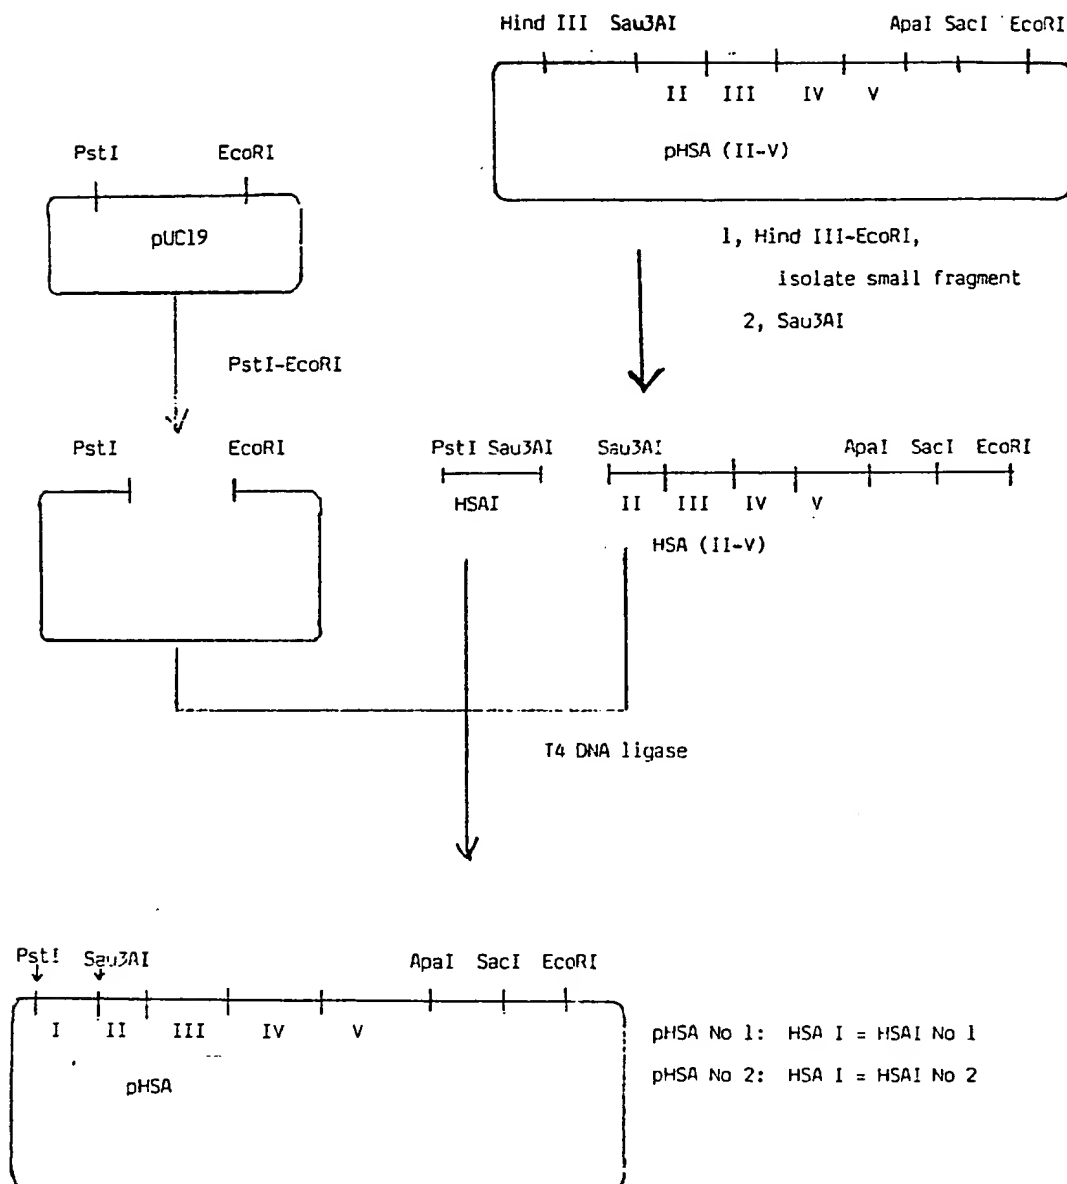 Hind III Sau3AI ApaI SacI EcoRI
II III IV V
pHSA (II-V)
PstI EcoRI
pUC19
1, Hind III-EcoRI,
isolate small fragment
2, Sau3AI
PstI-EcoRI
PstI EcoRI
PstI Sau3AI
HSAI
Sau3AI ApaI SacI EcoRI
II III IV V
HSA (II-V)
T4 DNA ligase
PstI Sau3AI ApaI SacI EcoRI
I II III IV V
pHSA
pHSA No 1: HSA I = HSAI No 1
pHSA No 2: HSA I = HSAI No 2